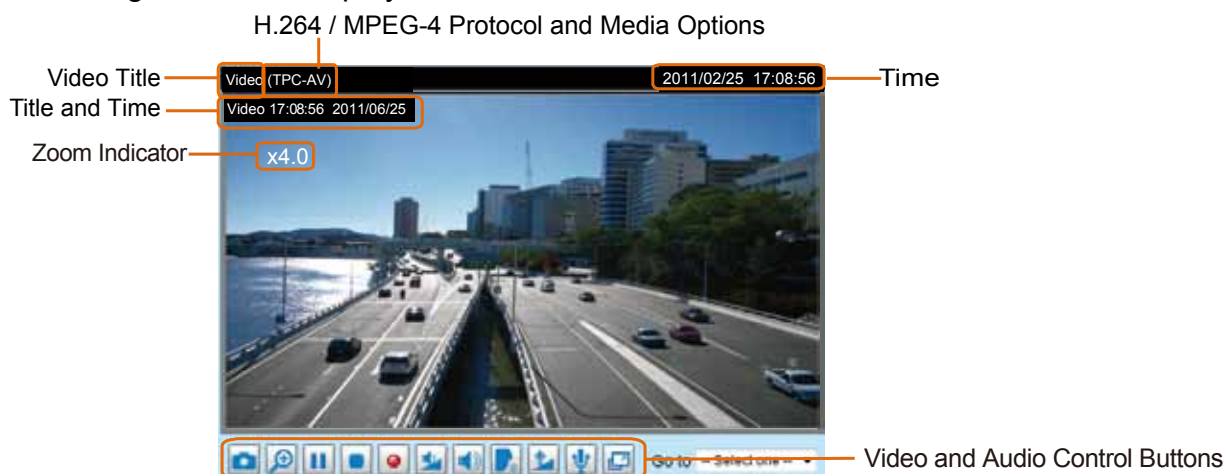 H.264 / MPEG-4 Protocol and Media Options
Video Title
Video (TPC-AV)
2011/02/25 17:08:56
Time
Title and Time
Video 17:08:56 2011/06/25
Zoom Indicator
x4.0
Go to
-- Select one --
Video and Audio Control Buttons